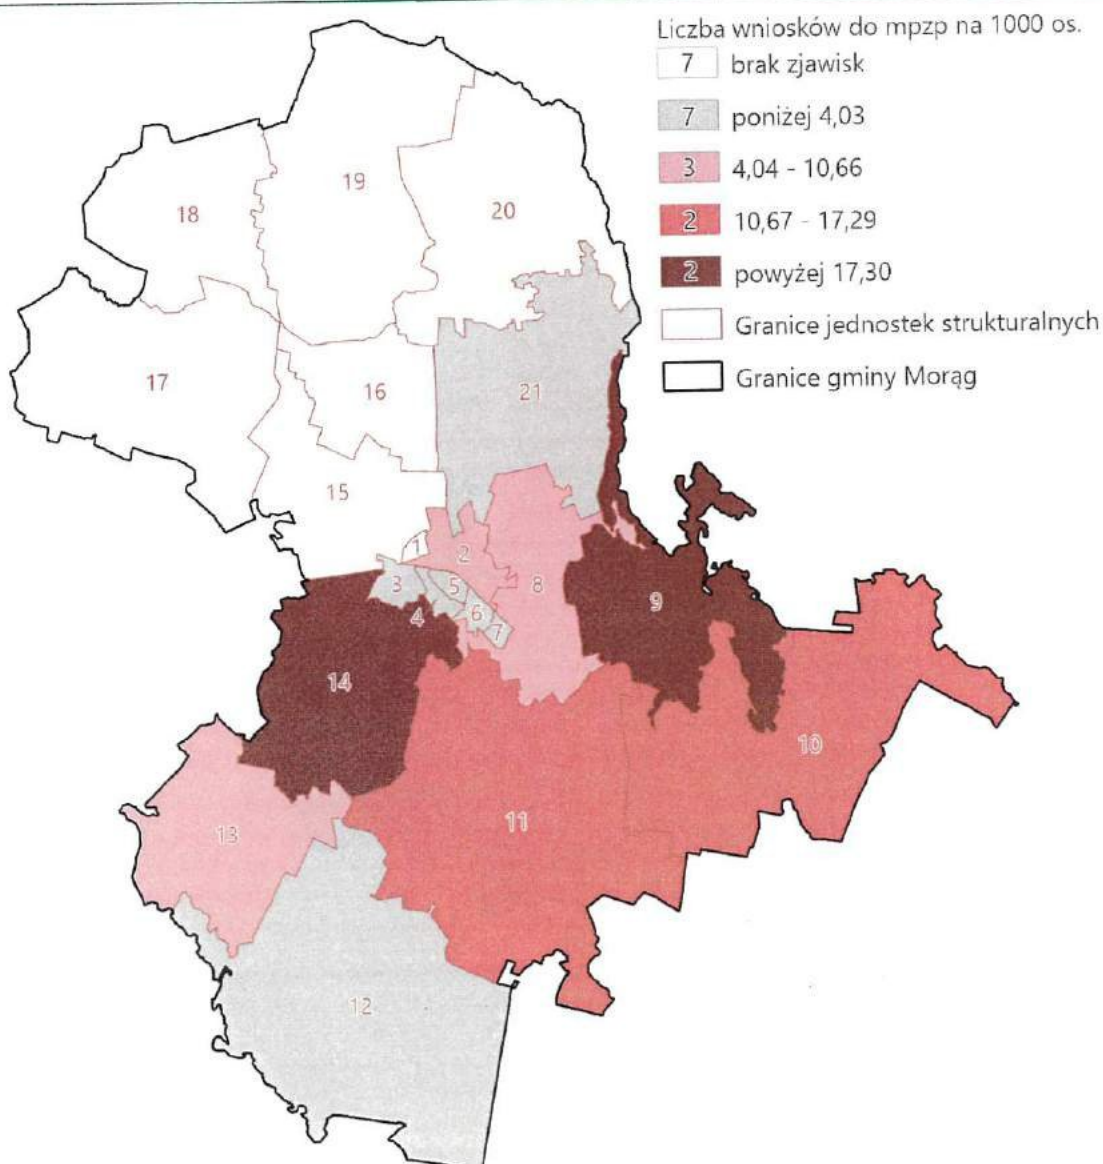 Liczba wniosków do mpzp na 1000 os.
7 brak zjawisk
7 poniżej 4,03
3 4,04 - 10,66
2 10,67 - 17,29
2 powyżej 17,30
Granice jednostek strukturalnych
Granice gminy Morąg
19
18
20
17
16
21
15
1
2
3
5
8
9
6
4
7
14
10
11
13
12